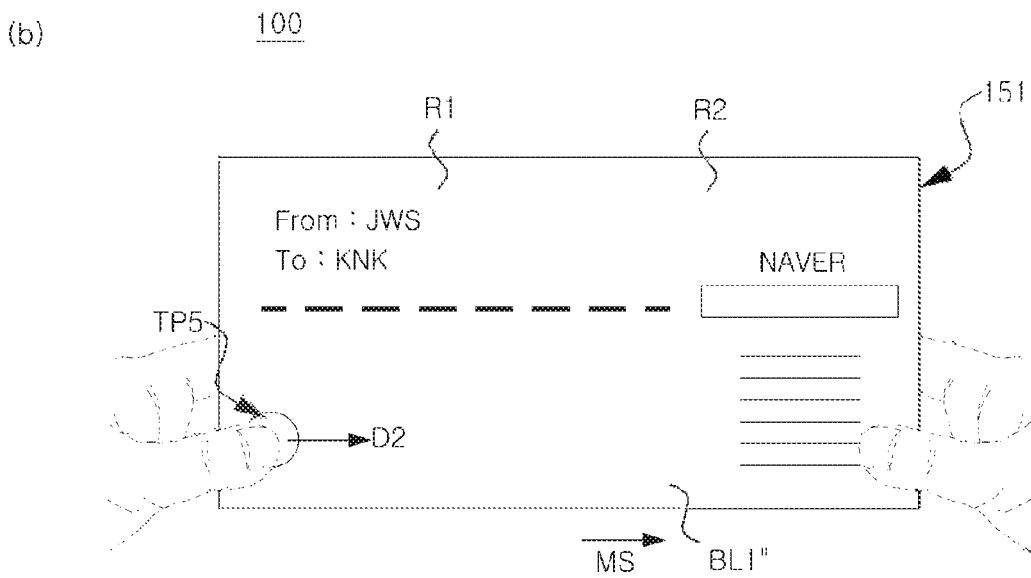 (b)
100
151
R1
R2
From : JWS
To : KNK
NAVER
TP5
D2
MS
BL1"